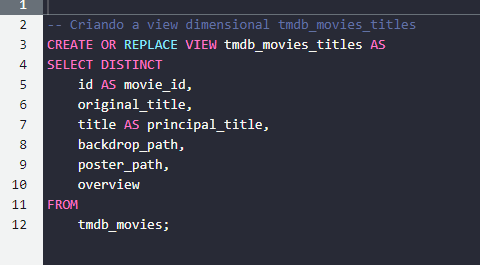 1
2 -- Criando a view dimensional tmdb_movies_titles
3 CREATE OR REPLACE VIEW tmdb_movies_titles AS
4 SELECT DISTINCT
5     id AS movie_id,
6     original_title,
7     title AS principal_title,
8     backdrop_path,
9     poster_path,
10     overview
11 FROM
12     tmdb_movies;